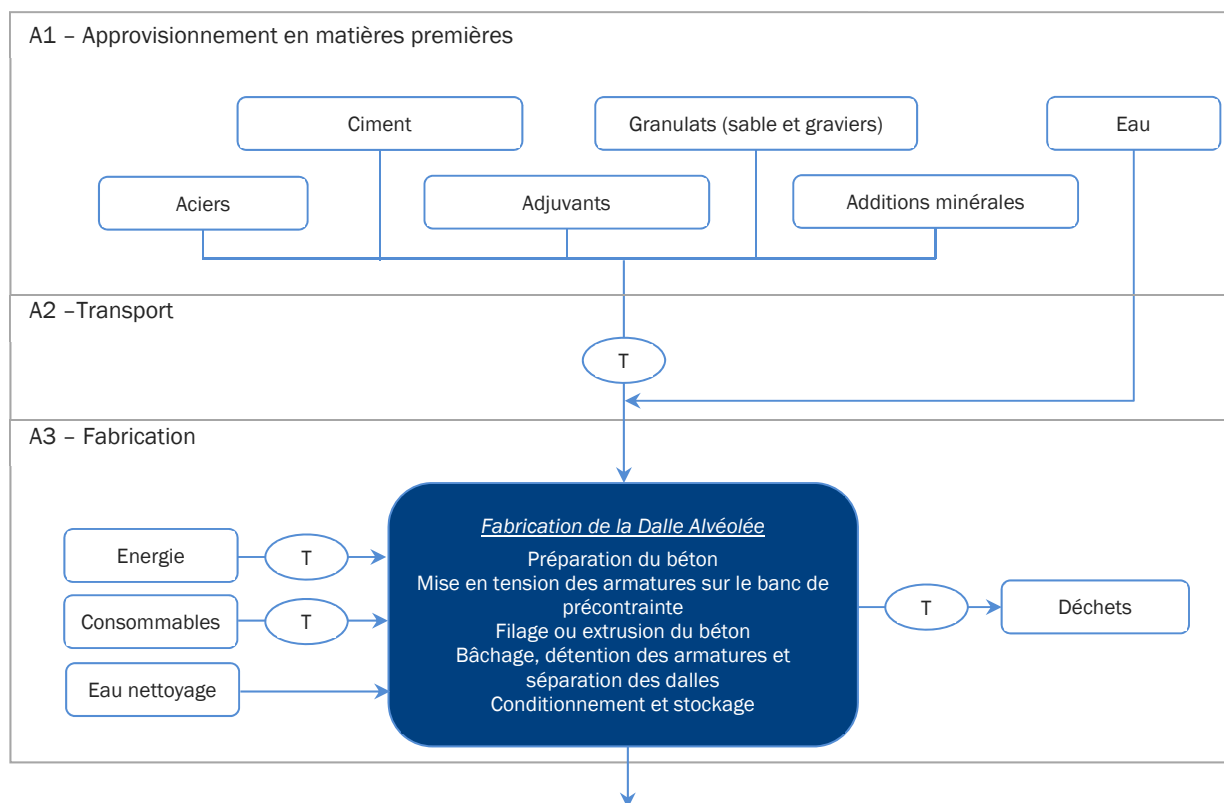 A1 – Approvisionnement en matières premières
Ciment
Granulats (sable et graviers)
Eau
Aciers
Adjuvants
Additions minérales
A2 –Transport
T
A3 – Fabrication
Fabrication de la Dalle Alvéolée
Préparation du béton
Mise en tension des armatures sur le banc de
précontrainte
Filage ou extrusion du béton
Bâchage, détention des armatures et
séparation des dalles
Conditionnement et stockage
Energie
T
Consommables
T
Eau nettoyage
T
Déchets